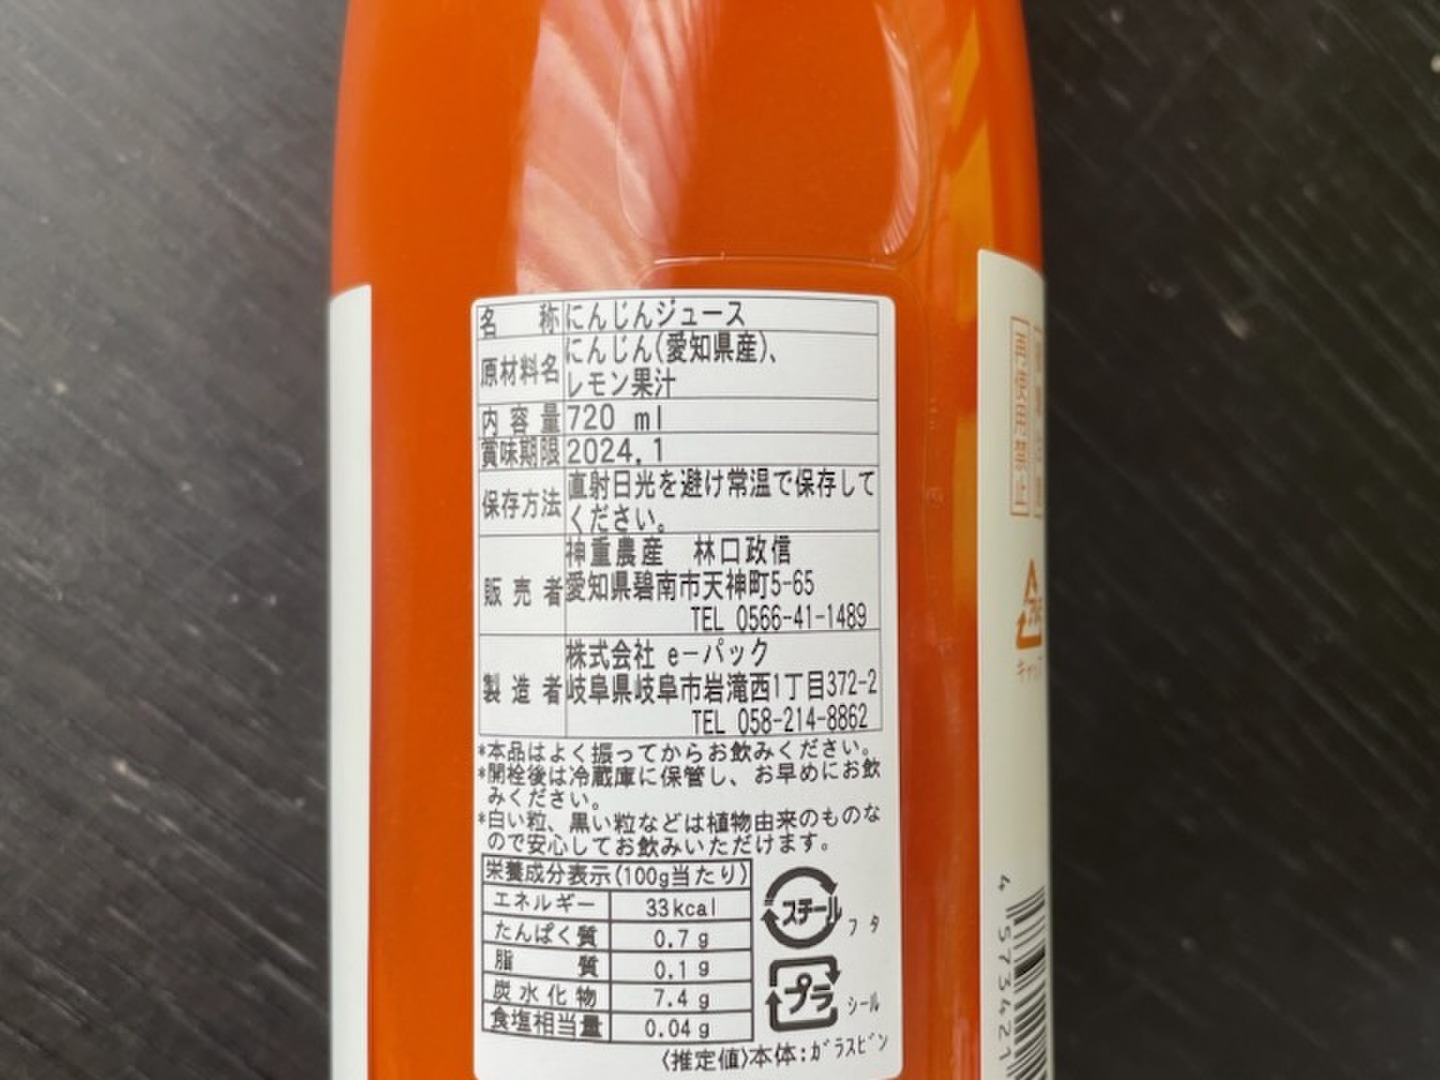 名称 にんじんジュース
原材料名 にんじん(愛知県産)、
レモン果汁
内容量 720 ml
賞味期限 2024.1
保存方法 直射日光を避け常温で保存して
ください。
販売者 神重農産 林口政信
愛知県碧南市天神町5-65
TEL 0566-41-1489
製造者 株式会社 e-パック
岐阜県岐阜市岩滝西1丁目372-2
TEL 058-214-8862
*本品はよく振ってからお飲みください。
*開栓後は冷蔵庫に保管し、お早めにお飲
みください。
*白い粒、黒い粒などは植物由来のものな
ので安心してお飲みいただけます。
栄養成分表示(100g当たり)
エネルギー 33kcal
たんぱく質 0.7g
脂質 0.1g
炭水化物 7.4g
食塩相当量 0.04g
スチール フタ
プラ シール
〈推定値〉本体:ガラスビン
再使用禁止
4 573421